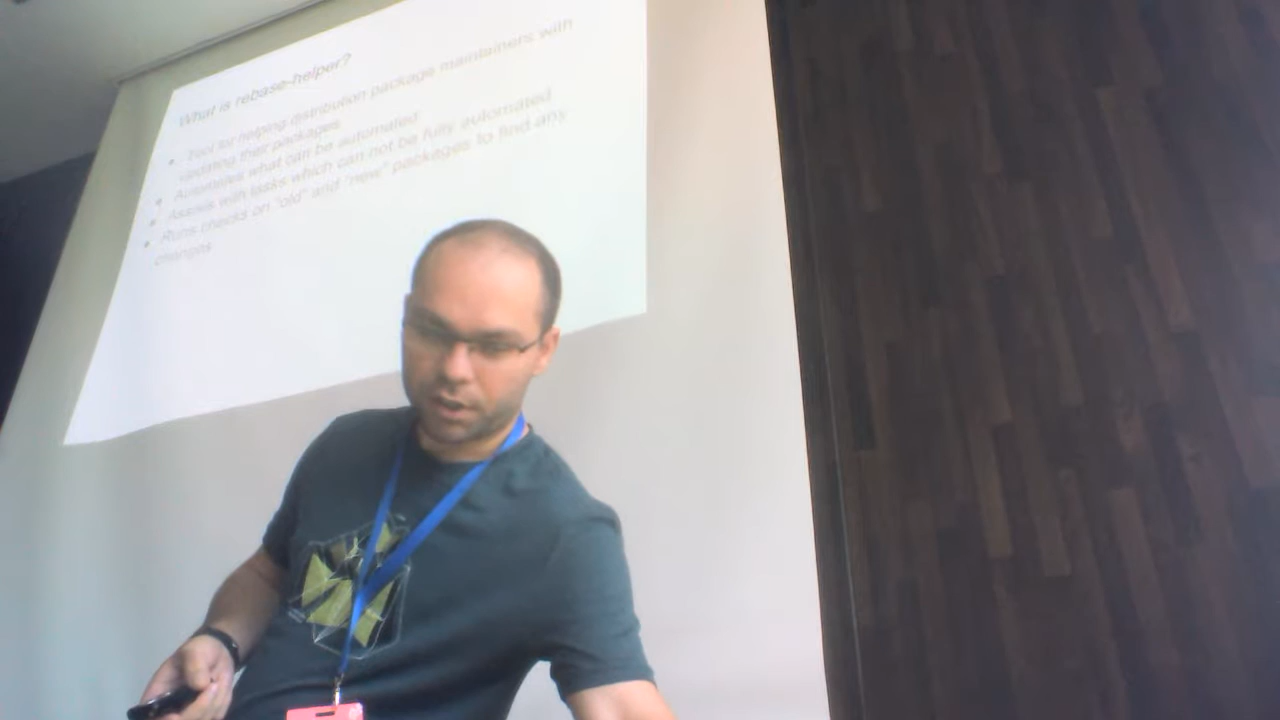 What is rebase-helper?
Tool for helping distribution package maintainers with
updating their packages
Automates what can be automated
Assists with tasks which can not be fully automated
Runs checks on "old" and "new" packages to find any
changes